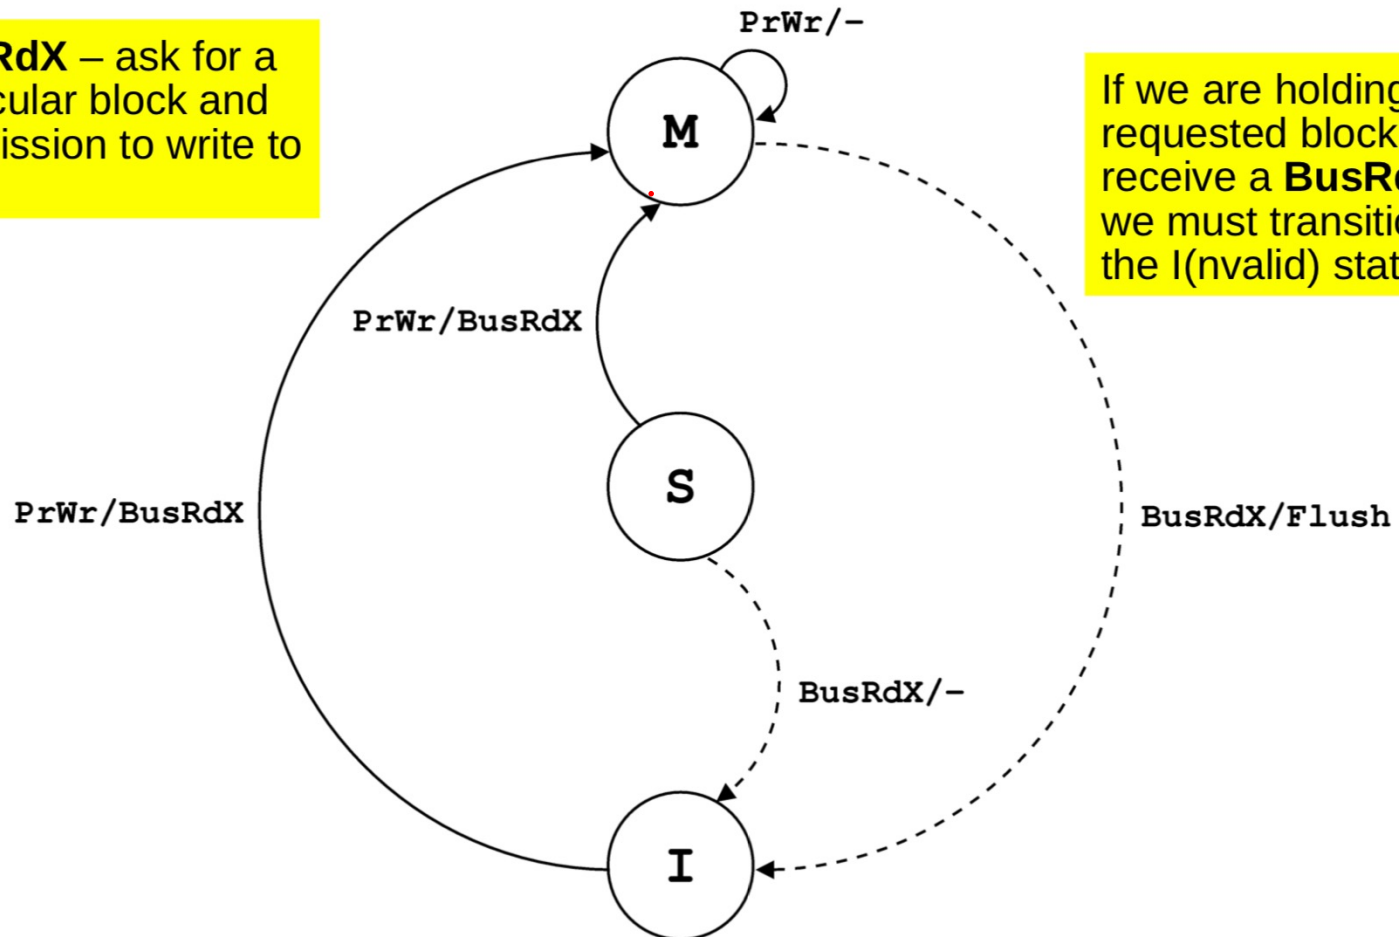 RdX – ask for a
cular block and
ission to write to
PrWr/–
If we are holding
requested block
receive a BusR
we must transiti
the I(nvalid) stat
M
PrWr/BusRdX
S
PrWr/BusRdX
BusRdX/Flush
BusRdX/–
I